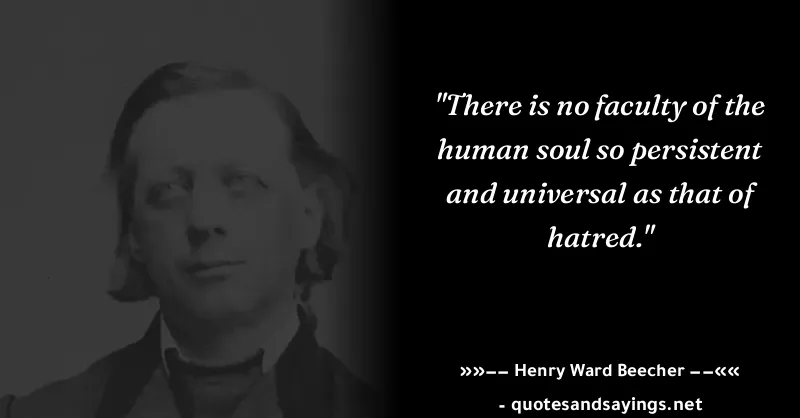 "There is no faculty of the
human soul so persistent
and universal as that of
hatred."
»»−− Henry Ward Beecher −−««
- quotesandsayings.net